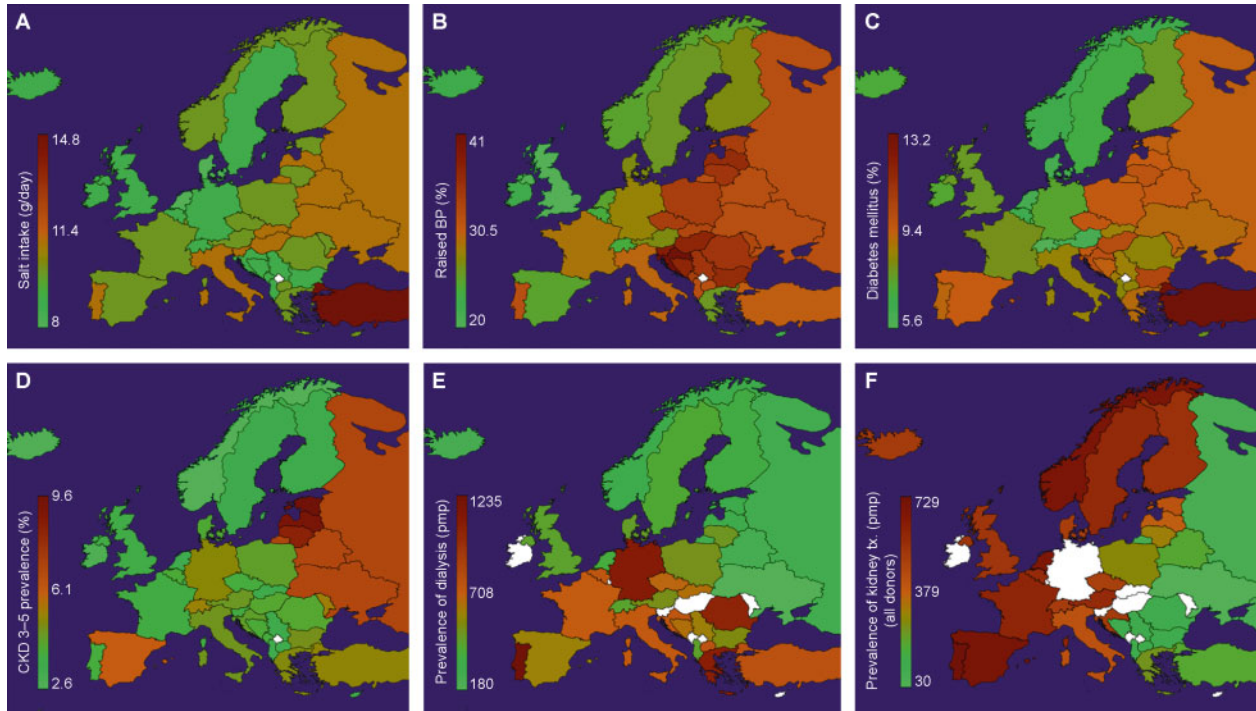 A
14.8
11.4
8
Salt intake (g/day)
B
41
30.5
20
Raised BP (%)
C
13.2
9.4
5.6
Diabetes mellitus (%)
D
9.6
6.1
2.6
CKD 3–5 prevalence (%)
E
1235
708
180
Prevalence of dialysis (pmp)
F
729
379
30
Prevalence of kidney tx. (pmp)
(all donors)